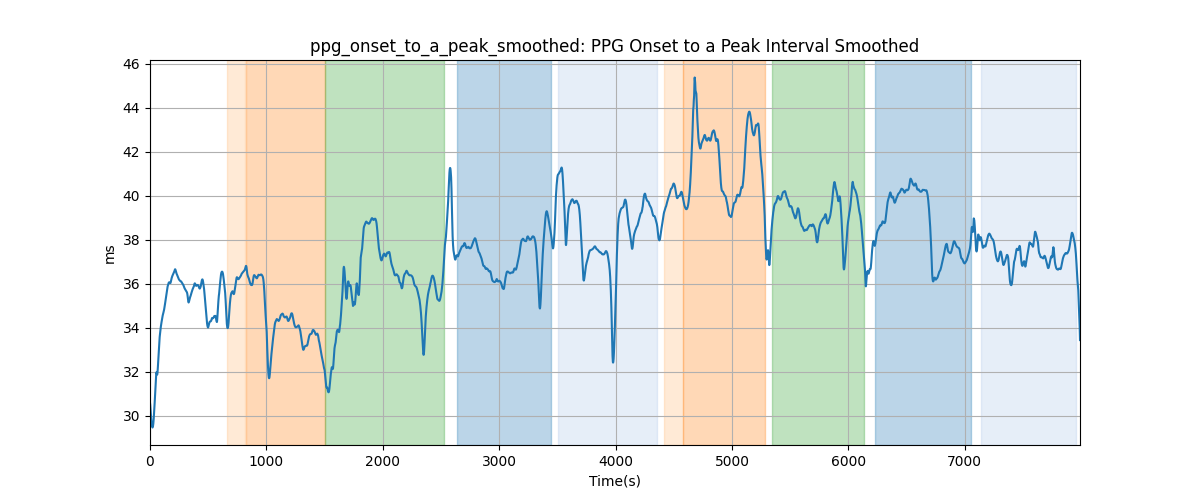 ppg_onset_to_a_peak_smoothed: PPG Onset to a Peak Interval Smoothed
46
44
42
40
38
36
34
32
30
ms
0 1000 2000 3000 4000 5000 6000 7000
Time(s)